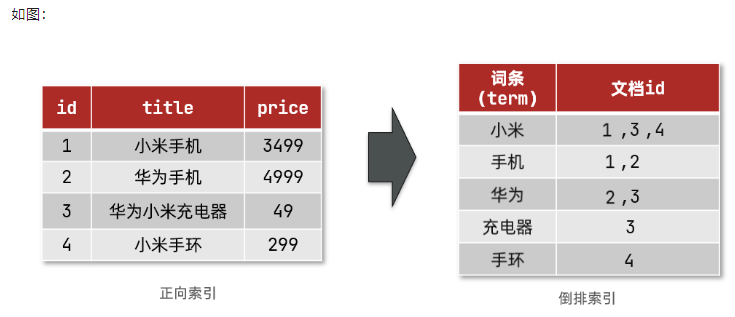 如图:
id title price
1 小米手机 3499
2 华为手机 4999
3 华为小米充电器 49
4 小米手环 299
正向索引
词条
(term) 文档id
小米 1 ,3 ,4
手机 1,2
华为 2,3
充电器 3
手环 4
倒排索引